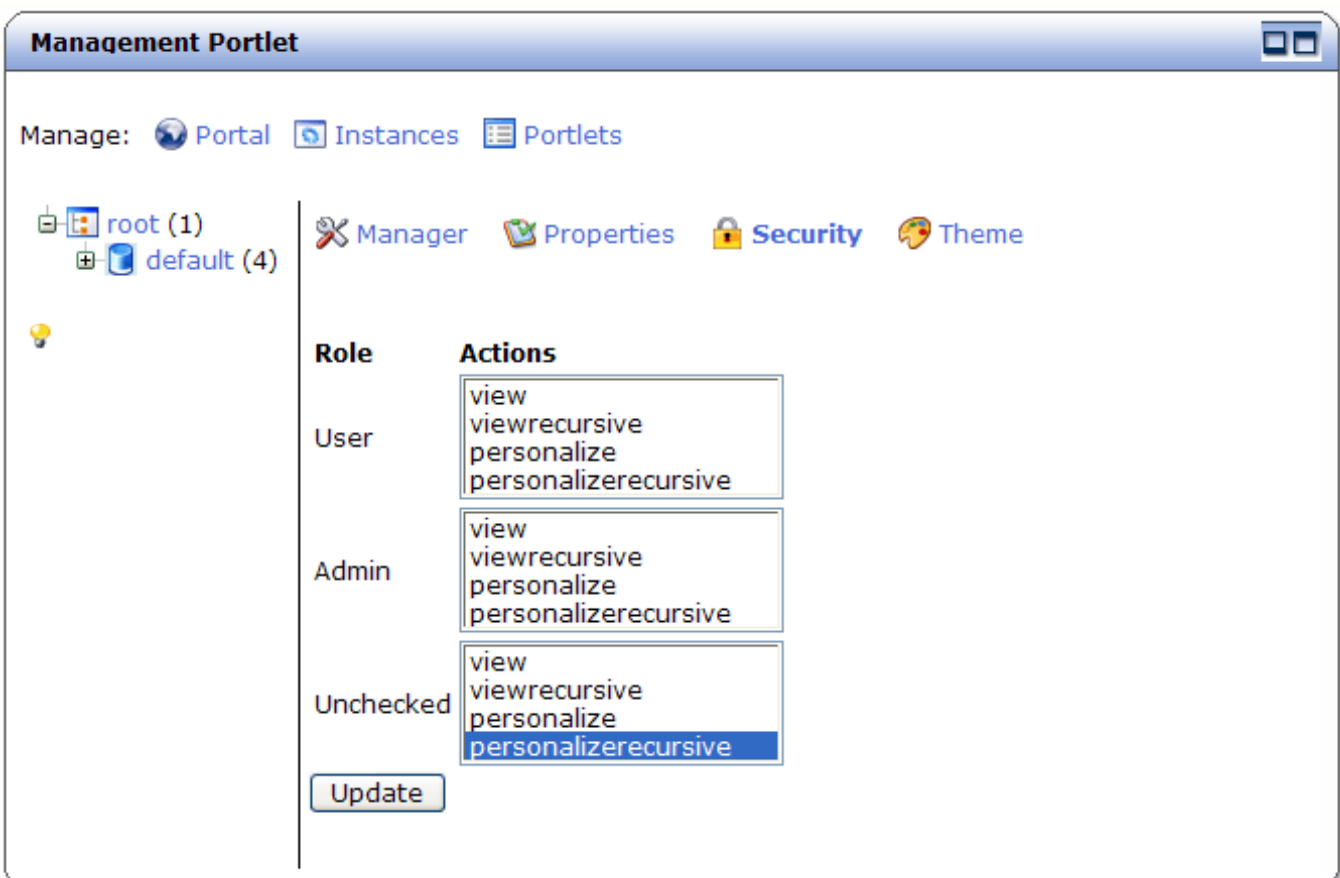 Management Portlet
Manage: Portal Instances Portlets
root (1)
default (4)
Manager Properties Security Theme
Role Actions
User
view
viewrecursive
personalize
personalizerecursive
Admin
view
viewrecursive
personalize
personalizerecursive
Unchecked
view
viewrecursive
personalize
personalizerecursive
Update